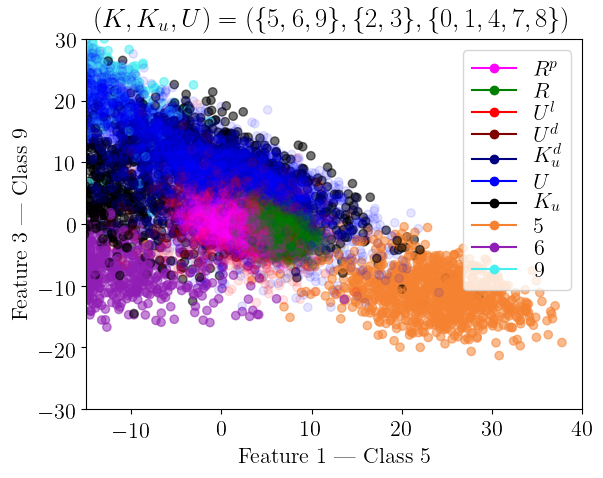 (K, K_u, U) = ({5, 6, 9}, {2, 3}, {0, 1, 4, 7, 8})
30
20
10
0
−10
−20
−30
Feature 3 — Class 9
R^p
R
U^l
U^d
K_u^d
U
K_u
5
6
9
−10
0
10
20
30
40
Feature 1 — Class 5